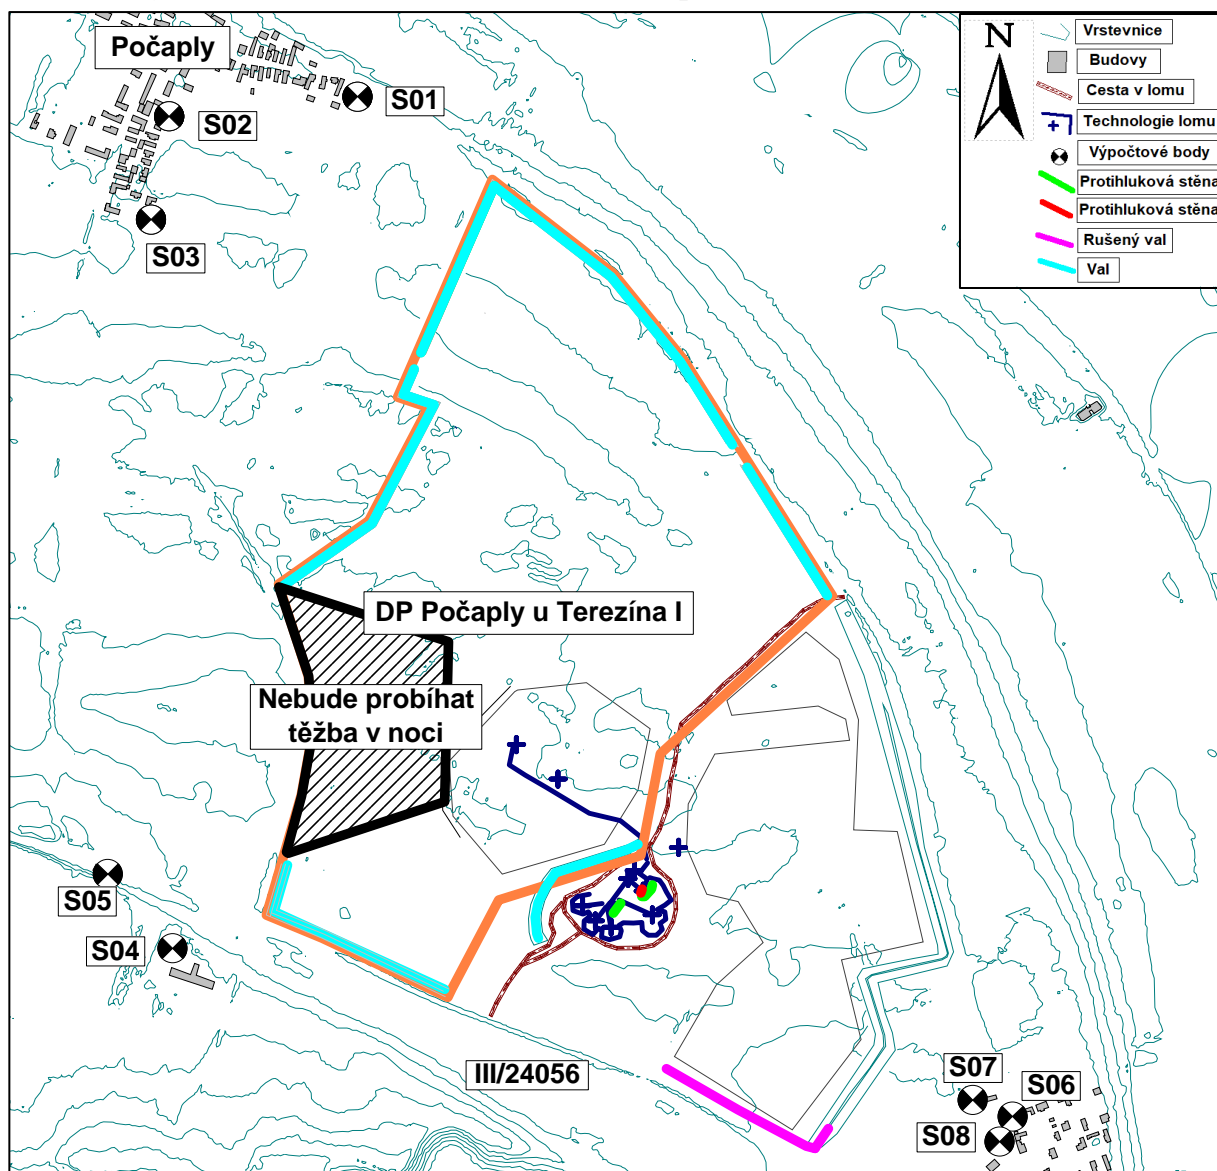 Počaply
S01
S02
S03
N
Vrstevnice
Budovy
Cesta v lomu
Technologie lomu
Výpočtové body
Protihluková stěna
Protihluková stěna
Rušený val
Val
DP Počaply u Terezína I
Nebude probíhat
těžba v noci
S05
S04
III/24056
S07
S06
S08